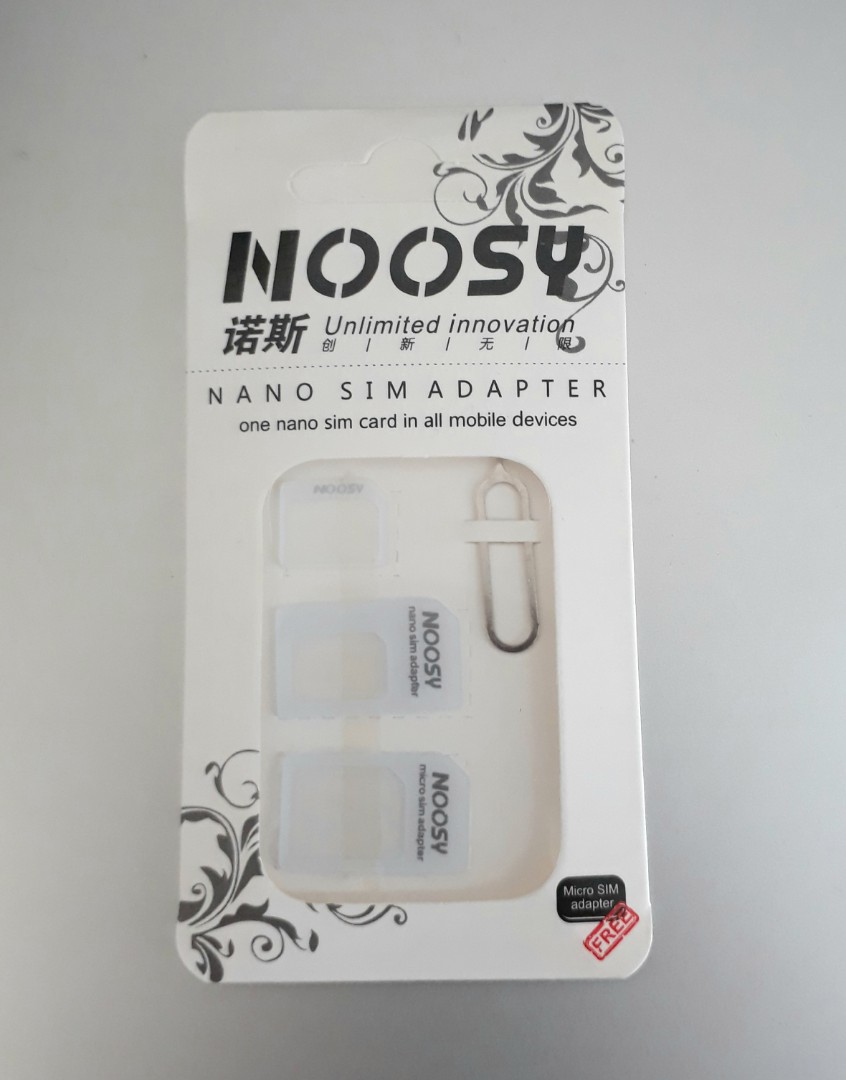 NOOSY
诺斯 Unlimited innovation
创 | 新 | 无 | 限
NANO SIM ADAPTER
one nano sim card in all mobile devices
NOOSY
NOOSY
nano sim adapter
NOOSY
micro sim adapter
Micro SIM
adapter
FREE